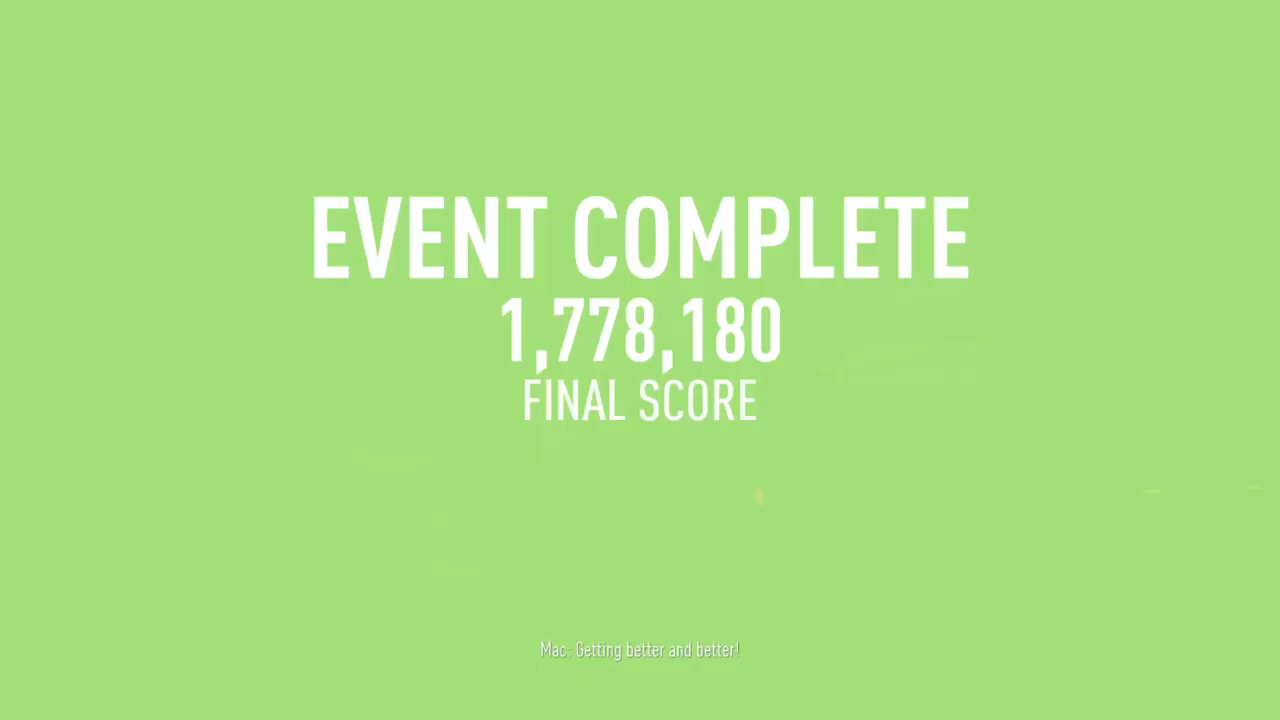 EVENT COMPLETE
1,778,180
FINAL SCORE
Mac: Getting better and better!